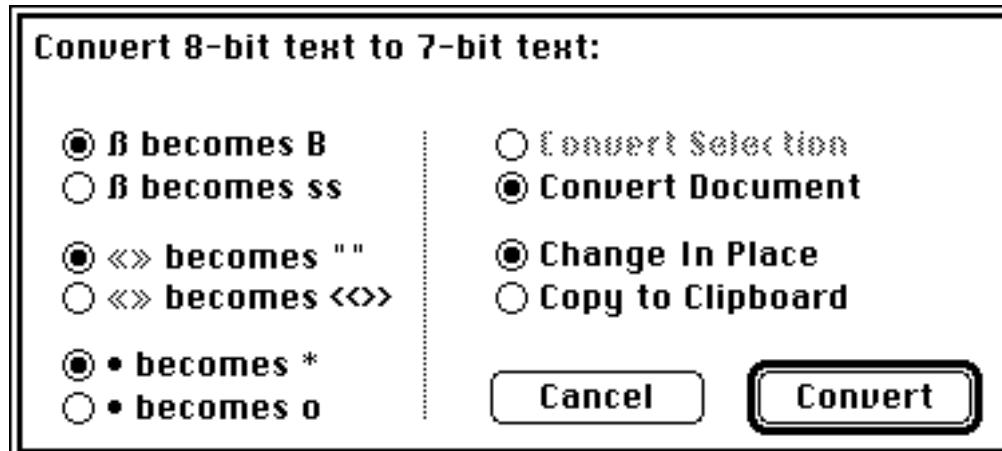 Convert 8-bit text to 7-bit text:
ß becomes B
ß becomes ss
«» becomes ""
«» becomes <<>>
• becomes *
• becomes o
Convert Selection
Convert Document
Change In Place
Copy to Clipboard
Cancel
Convert